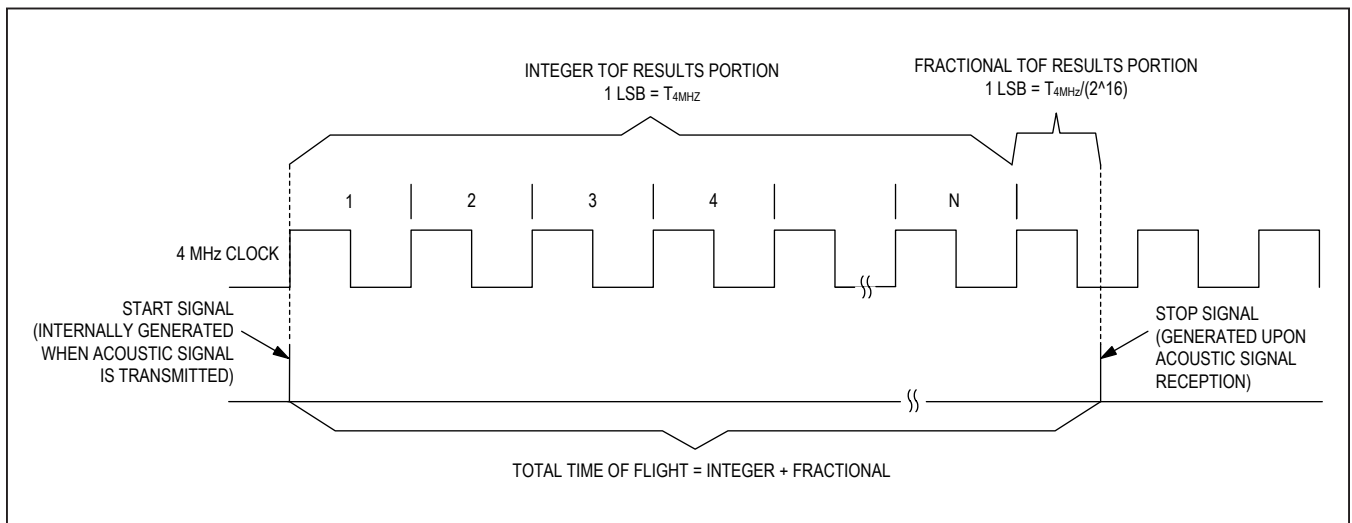 INTEGER TOF RESULTS PORTION
1 LSB = T4MHZ
FRACTIONAL TOF RESULTS PORTION
1 LSB = T4MHz/(2^16)
1
2
3
4
N
4 MHz CLOCK
START SIGNAL
(INTERNALLY GENERATED
WHEN ACOUSTIC SIGNAL
IS TRANSMITTED)
STOP SIGNAL
(GENERATED UPON
ACOUSTIC SIGNAL
RECEPTION)
TOTAL TIME OF FLIGHT = INTEGER + FRACTIONAL